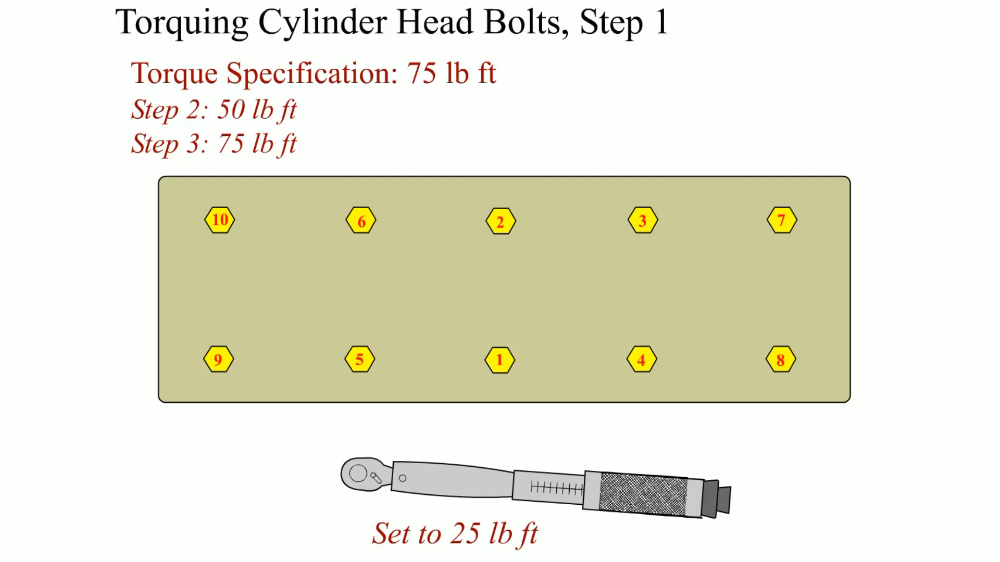 Torquing Cylinder Head Bolts, Step 1
Torque Specification: 75 lb ft
Step 2: 50 lb ft
Step 3: 75 lb ft
10 6 2 3 7
9 5 1 4 8
Set to 25 lb ft